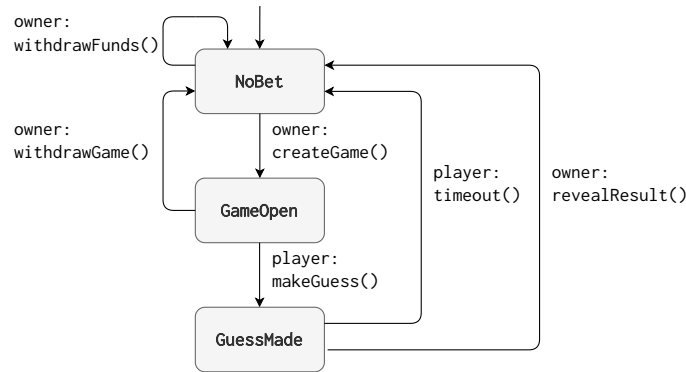 owner:
withdrawFunds()
NoBet
owner:
withdrawGame()
owner:
createGame()
player:
timeout()
owner:
revealResult()
GameOpen
player:
makeGuess()
GuessMade